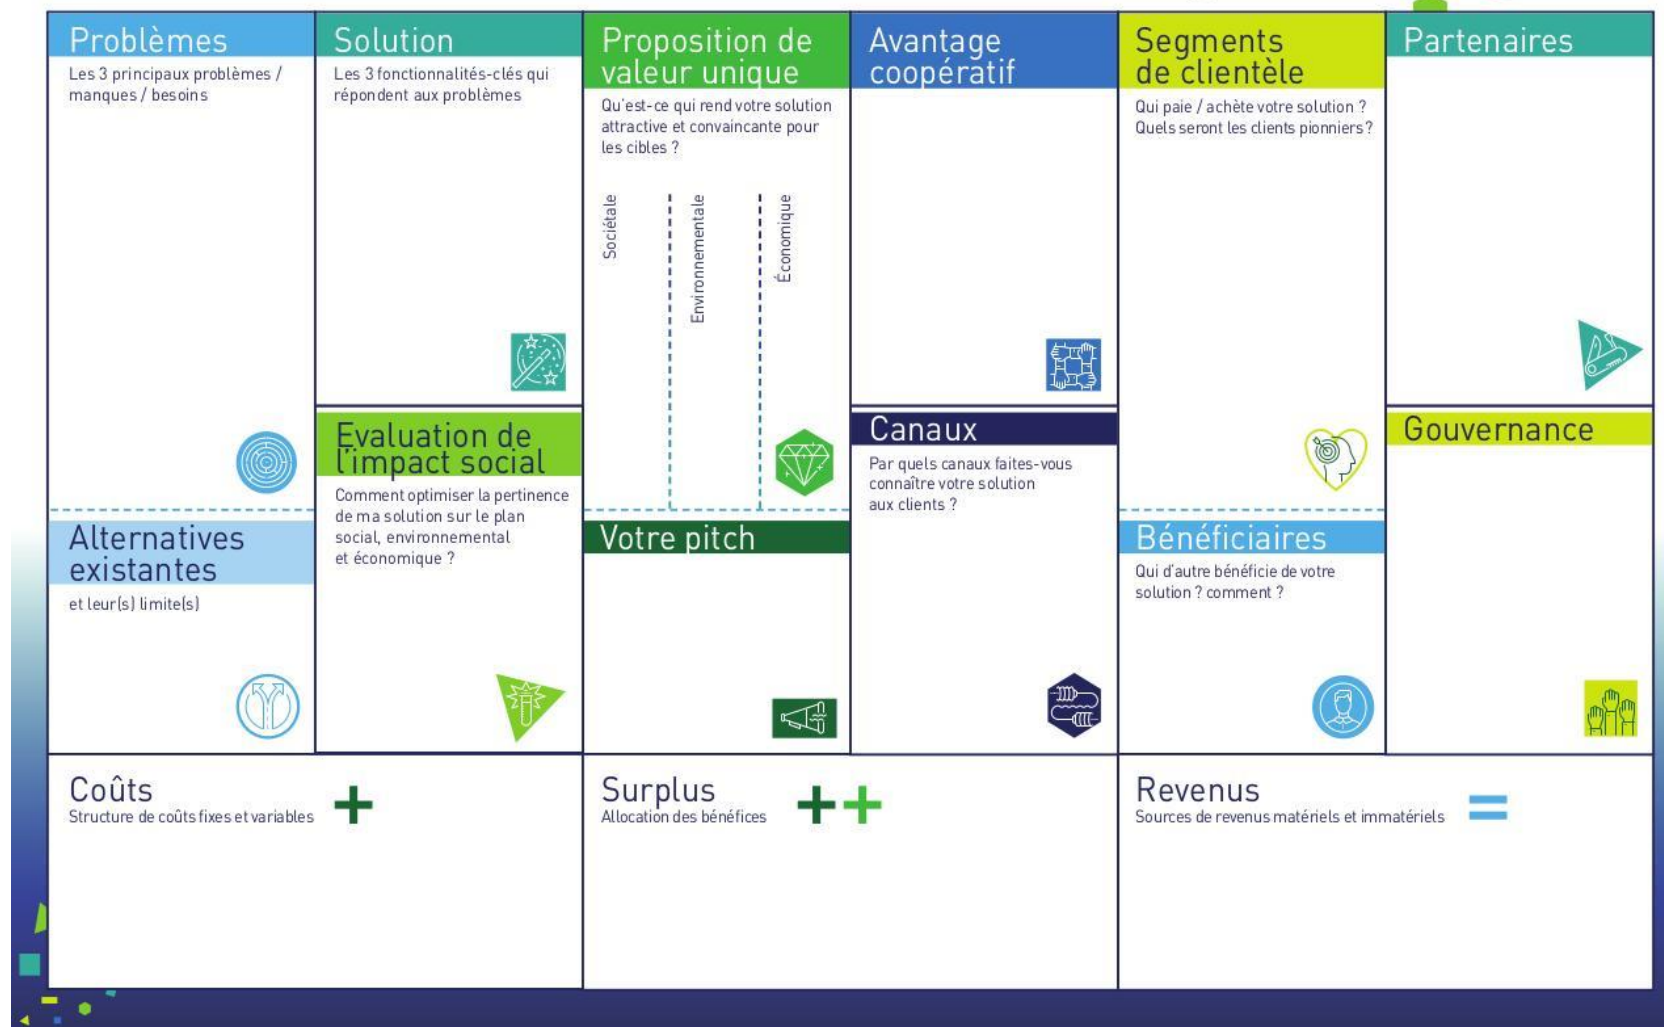 Problèmes
Les 3 principaux problèmes /
manques / besoins
Solution
Les 3 fonctionnalités-clés qui
répondent aux problèmes
Proposition de
valeur unique
Qu'est-ce qui rend votre solution
attractive et convaincante pour
les cibles ?
Sociétale
Environnementale
Économique
Avantage
coopératif
Segments
de clientèle
Qui paie / achète votre solution ?
Quels seront les clients pionniers?
Partenaires
Evaluation de
l'impact social
Comment optimiser la pertinence
de ma solution sur le plan
social, environnemental
et économique ?
Canaux
Par quels canaux faites-vous
connaître votre solution
aux clients ?
Gouvernance
Alternatives
existantes
et leur(s) limite(s)
Votre pitch
Bénéficiaires
Qui d'autre bénéficie de votre
solution ? comment ?
Coûts +
Structure de coûts fixes et variables
Surplus ++
Allocation des bénéfices
Revenus =
Sources de revenus matériels et immatériels